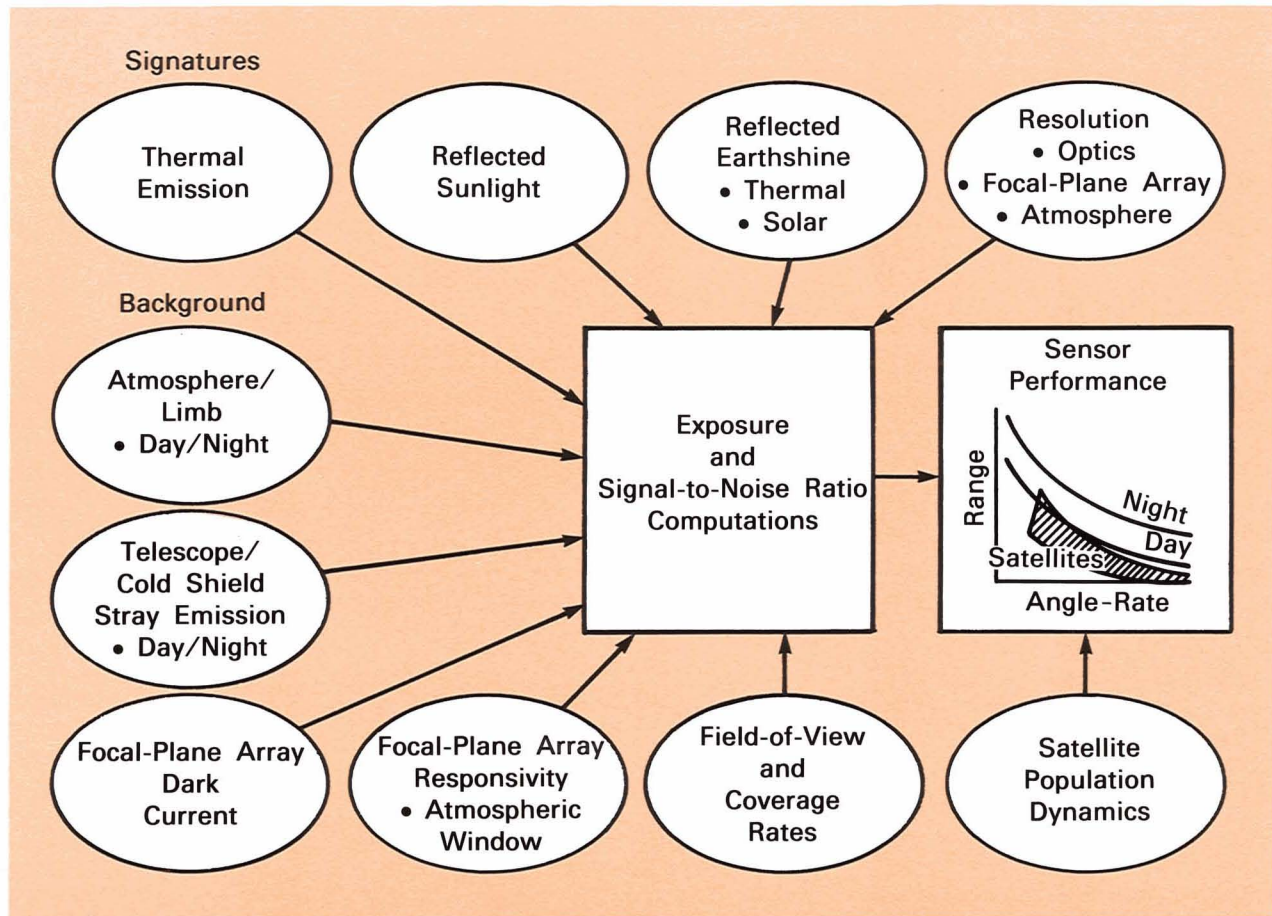 Signatures
Thermal
Emission
Reflected
Sunlight
Reflected
Earthshine
• Thermal
• Solar
Resolution
• Optics
• Focal-Plane Array
• Atmosphere
Background
Atmosphere/
Limb
• Day/Night
Telescope/
Cold Shield
Stray Emission
• Day/Night
Focal-Plane Array
Dark
Current
Focal-Plane Array
Responsivity
• Atmospheric
Window
Field-of-View
and
Coverage
Rates
Exposure
and
Signal-to-Noise Ratio
Computations
Sensor
Performance
Range
Night
Day
Satellites
Angle-Rate
Satellite
Population
Dynamics